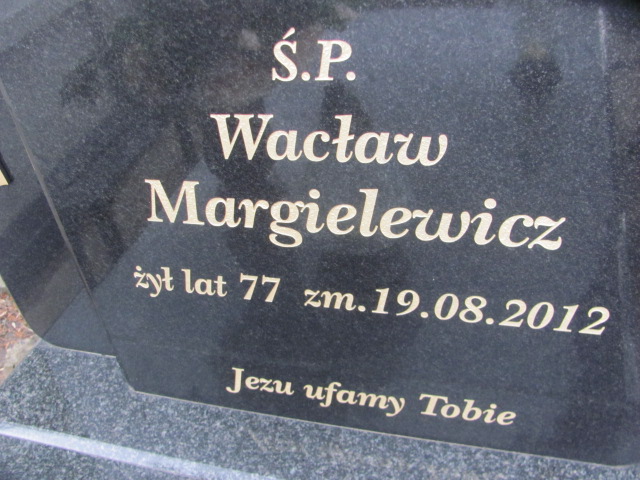 Ś.P.
Wacław
Margielewicz
żył lat 77 zm.19.08.2012
Jezu ufamy Tobie